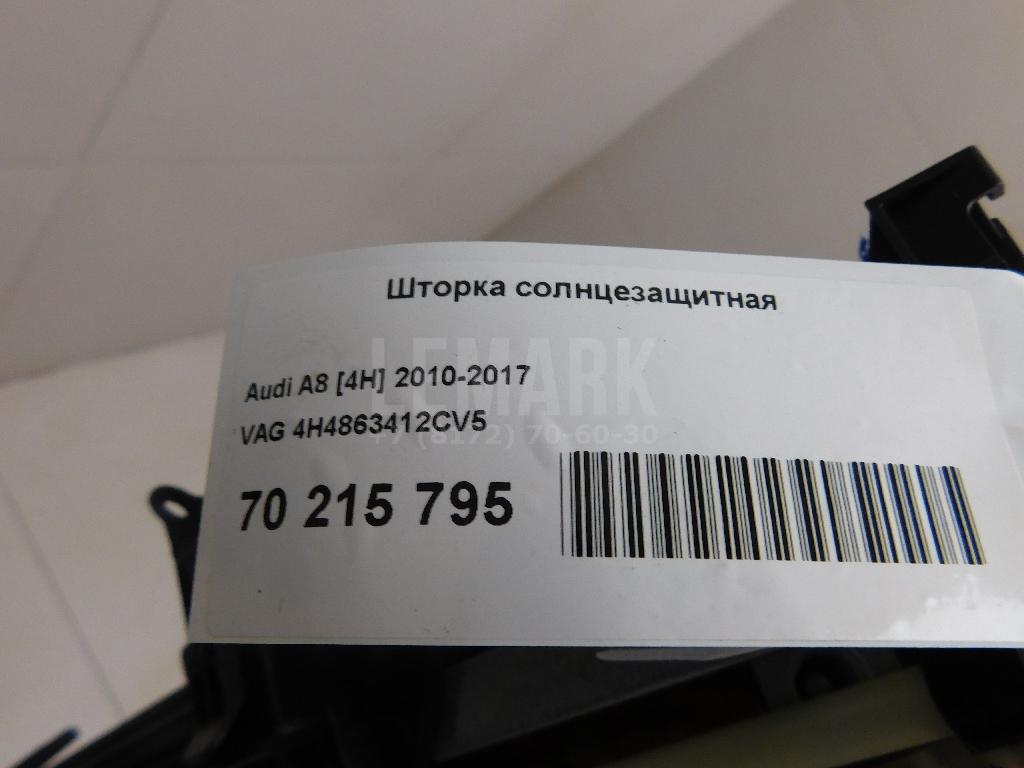 Шторка солнцезащитная
LEMARK
Audi A8 [4H] 2010-2017
+7 (8172) 70-60-30
VAG 4H4863412CV5
70 215 795